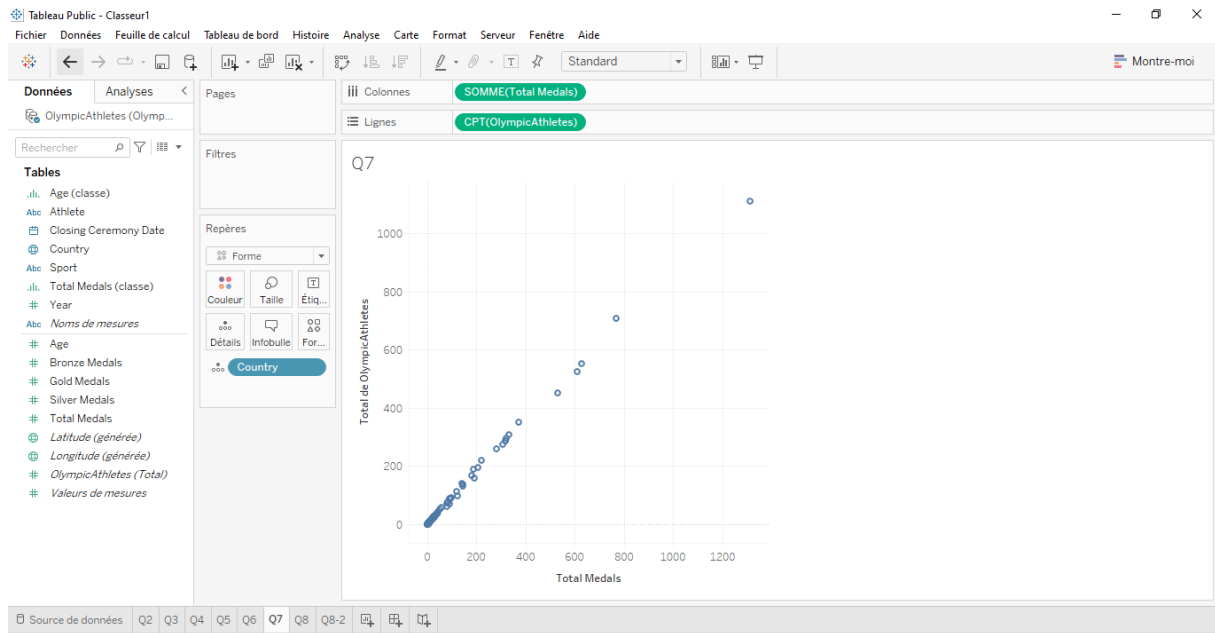 Tableau Public - Classeur1
Fichier Données Feuille de calcul Tableau de bord Histoire Analyse Carte Format Serveur Fenêtre Aide
Standard
Montre-moi
Données Analyses
OlympicAthletes (Olymp...
Rechercher
Tables
Age (classe)
Abc Athlete
Closing Ceremony Date
Country
Abc Sport
Total Medals (classe)
# Year
Abc Noms de mesures
# Age
# Bronze Medals
# Gold Medals
# Silver Medals
# Total Medals
Latitude (générée)
Longitude (générée)
# OlympicAthletes (Total)
# Valeurs de mesures
Pages
Filtres
Repères
Forme
Couleur Taille Étiq...
Détails Infobulle For...
Country
Colonnes SOMME(Total Medals)
Lignes CPT(OlympicAthletes)
Q7
Total de OlympicAthletes
1000
800
600
400
200
0
0 200 400 600 800 1000 1200
Total Medals
Source de données Q2 Q3 Q4 Q5 Q6 Q7 Q8 Q8-2